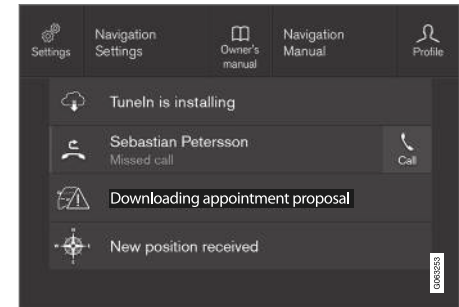 Settings
Navigation
Settings
Owner's
manual
Navigation
Manual
Profile
TuneIn is installing
Sebastian Petersson
Missed call
Call
Downloading appointment proposal
New position received
G063253